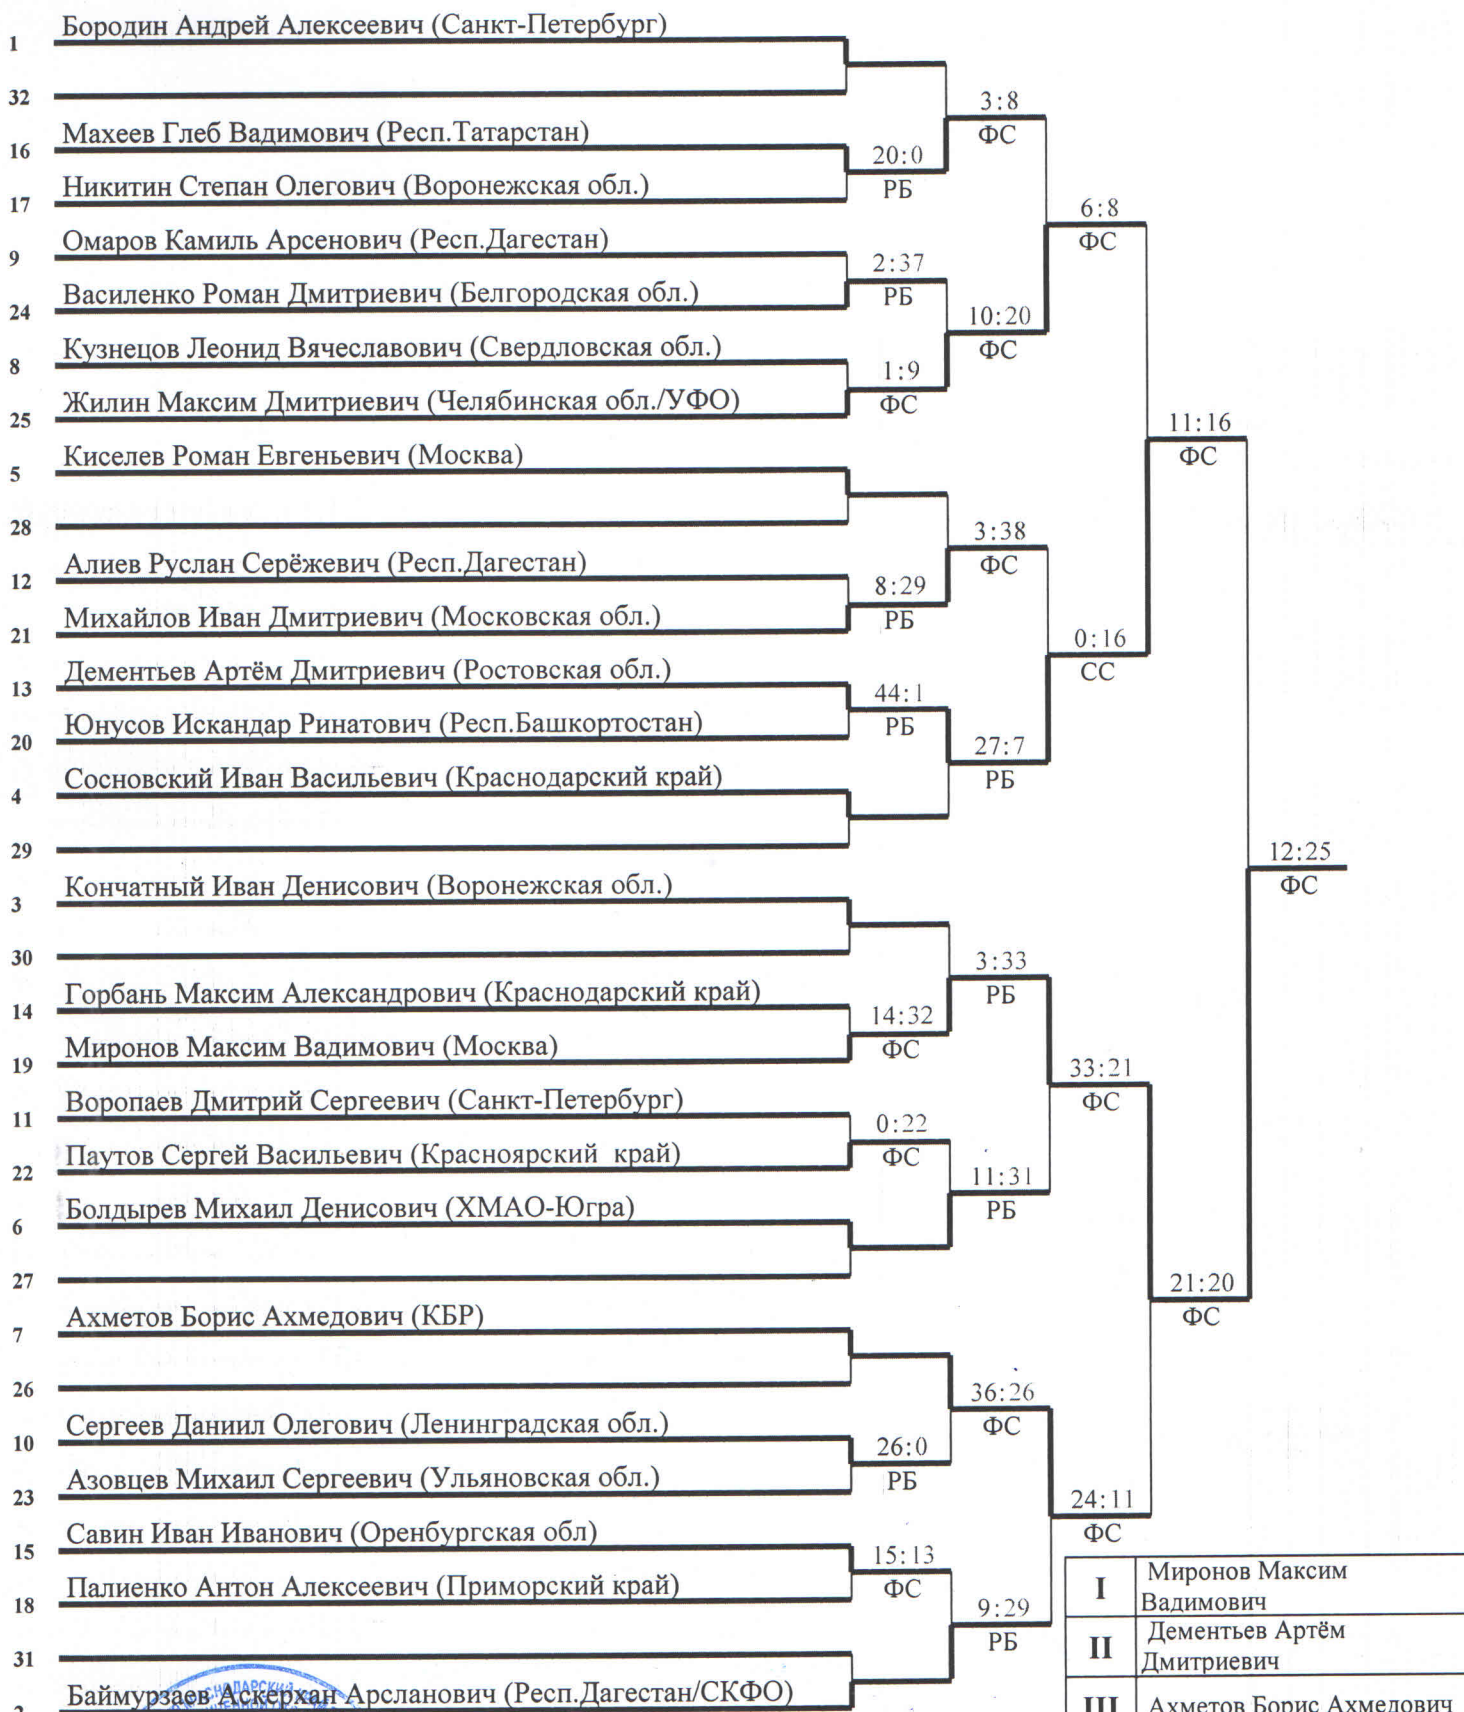 Бородин Андрей Алексеевич (Санкт-Петербург)
1
32
3:8
ФС
Махеев Глеб Вадимович (Респ.Татарстан)
16
20:0
РБ
Никитин Степан Олегович (Воронежская обл.)
17
6:8
ФС
Омаров Камиль Арсенович (Респ.Дагестан)
9
2:37
РБ
Василенко Роман Дмитриевич (Белгородская обл.)
24
10:20
ФС
Кузнецов Леонид Вячеславович (Свердловская обл.)
8
1:9
ФС
Жилин Максим Дмитриевич (Челябинская обл./УФО)
25
11:16
ФС
Киселев Роман Евгеньевич (Москва)
5
28
3:38
ФС
Алиев Руслан Серёжевич (Респ.Дагестан)
12
8:29
РБ
Михайлов Иван Дмитриевич (Московская обл.)
21
0:16
СС
Дементьев Артём Дмитриевич (Ростовская обл.)
13
44:1
РБ
Юнусов Искандар Ринатович (Респ.Башкортостан)
20
27:7
РБ
Сосновский Иван Васильевич (Краснодарский край)
4
29
12:25
ФС
Кончатный Иван Денисович (Воронежская обл.)
3
30
3:33
РБ
Горбань Максим Александрович (Краснодарский край)
14
14:32
ФС
Миронов Максим Вадимович (Москва)
19
33:21
ФС
Воропаев Дмитрий Сергеевич (Санкт-Петербург)
11
0:22
ФС
Паутов Сергей Васильевич (Красноярский край)
22
11:31
РБ
Болдырев Михаил Денисович (ХМАО-Югра)
6
27
21:20
ФС
Ахметов Борис Ахмедович (КБР)
7
26
36:26
ФС
Сергеев Даниил Олегович (Ленинградская обл.)
10
26:0
РБ
Азовцев Михаил Сергеевич (Ульяновская обл.)
23
24:11
ФС
Савин Иван Иванович (Оренбургская обл)
15
15:13
ФС
Палиенко Антон Алексеевич (Приморский край)
18
9:29
РБ
31
Баймурзаев Аскерхан Арсланович (Респ.Дагестан/СКФО)
2
I Миронов Максим
Вадимович
II Дементьев Артём
Дмитриевич
III Ахметов Борис Ахмедович